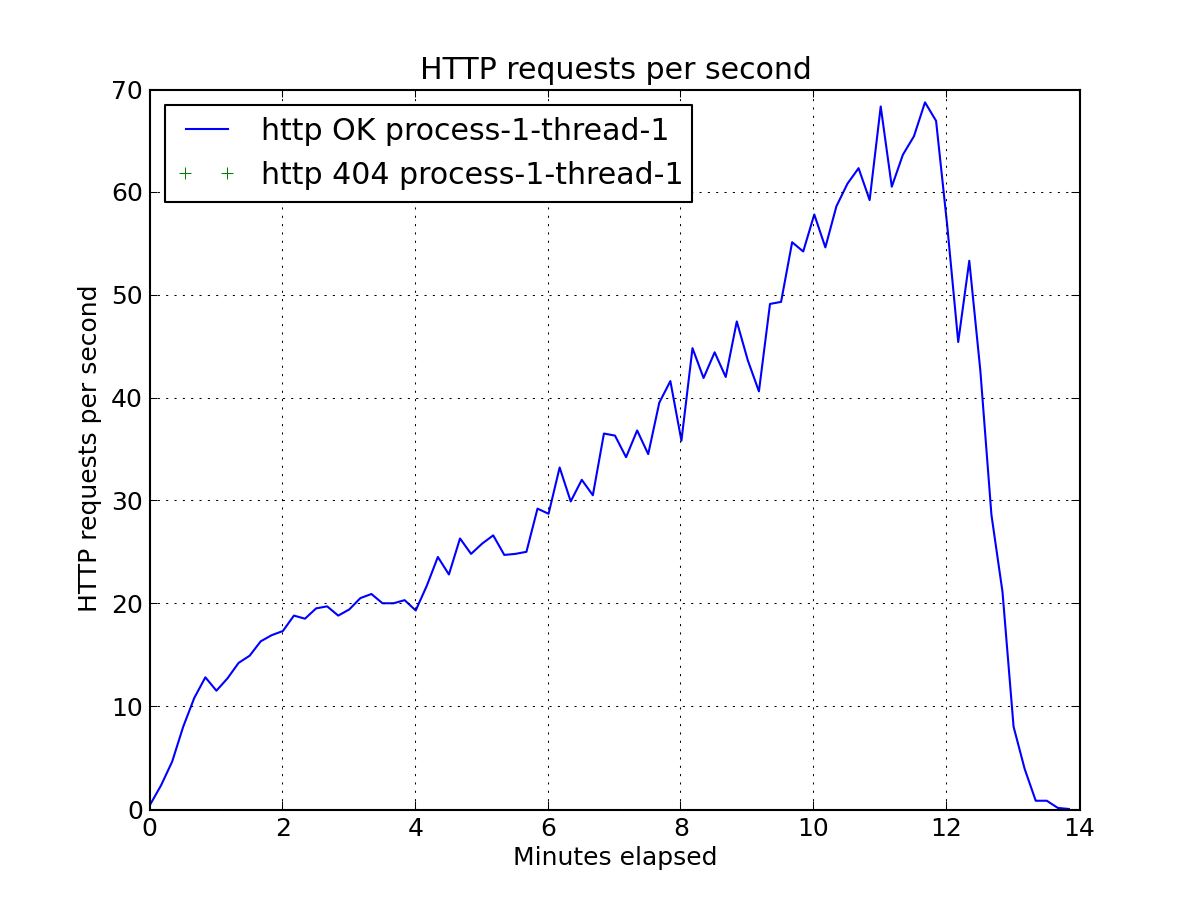 HTTP requests per second
70
http OK process-1-thread-1
http 404 process-1-thread-1
60
50
40
30
20
10
0
HTTP requests per second
0 2 4 6 8 10 12 14
Minutes elapsed